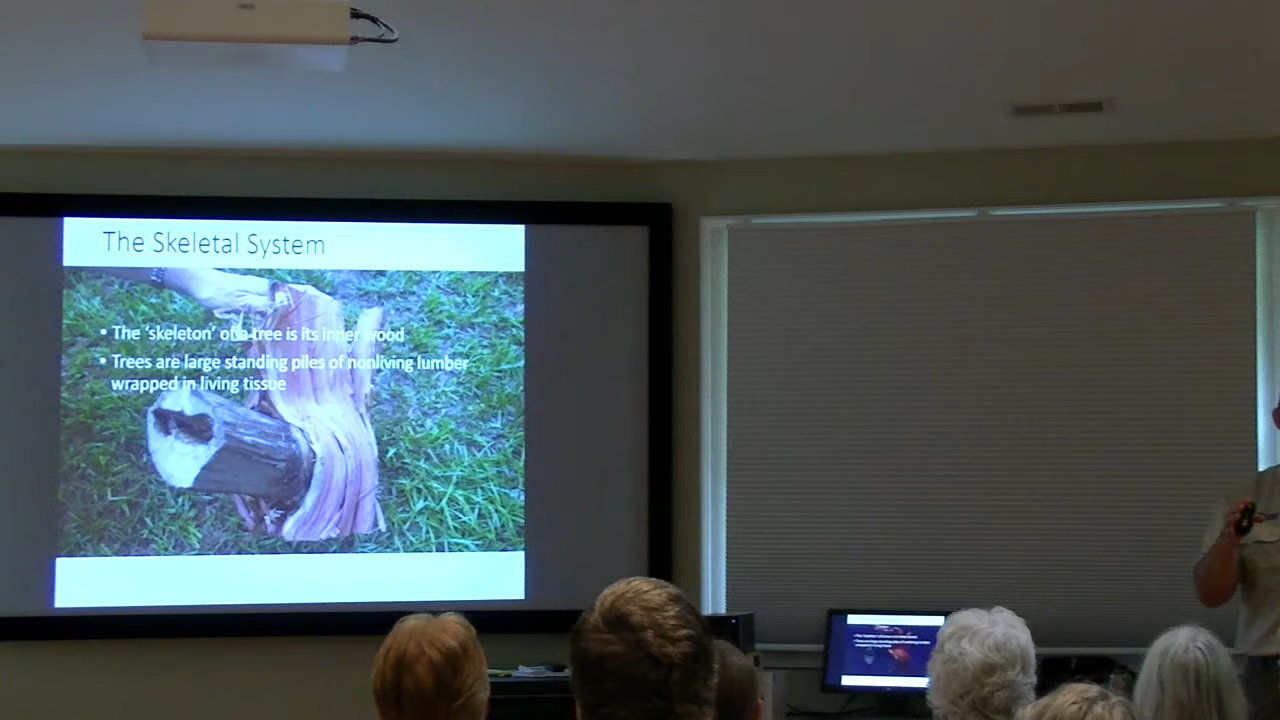 The Skeletal System
• The ‘skeleton’ of a tree is its inner wood
• Trees are large standing piles of nonliving lumber
wrapped in living tissue